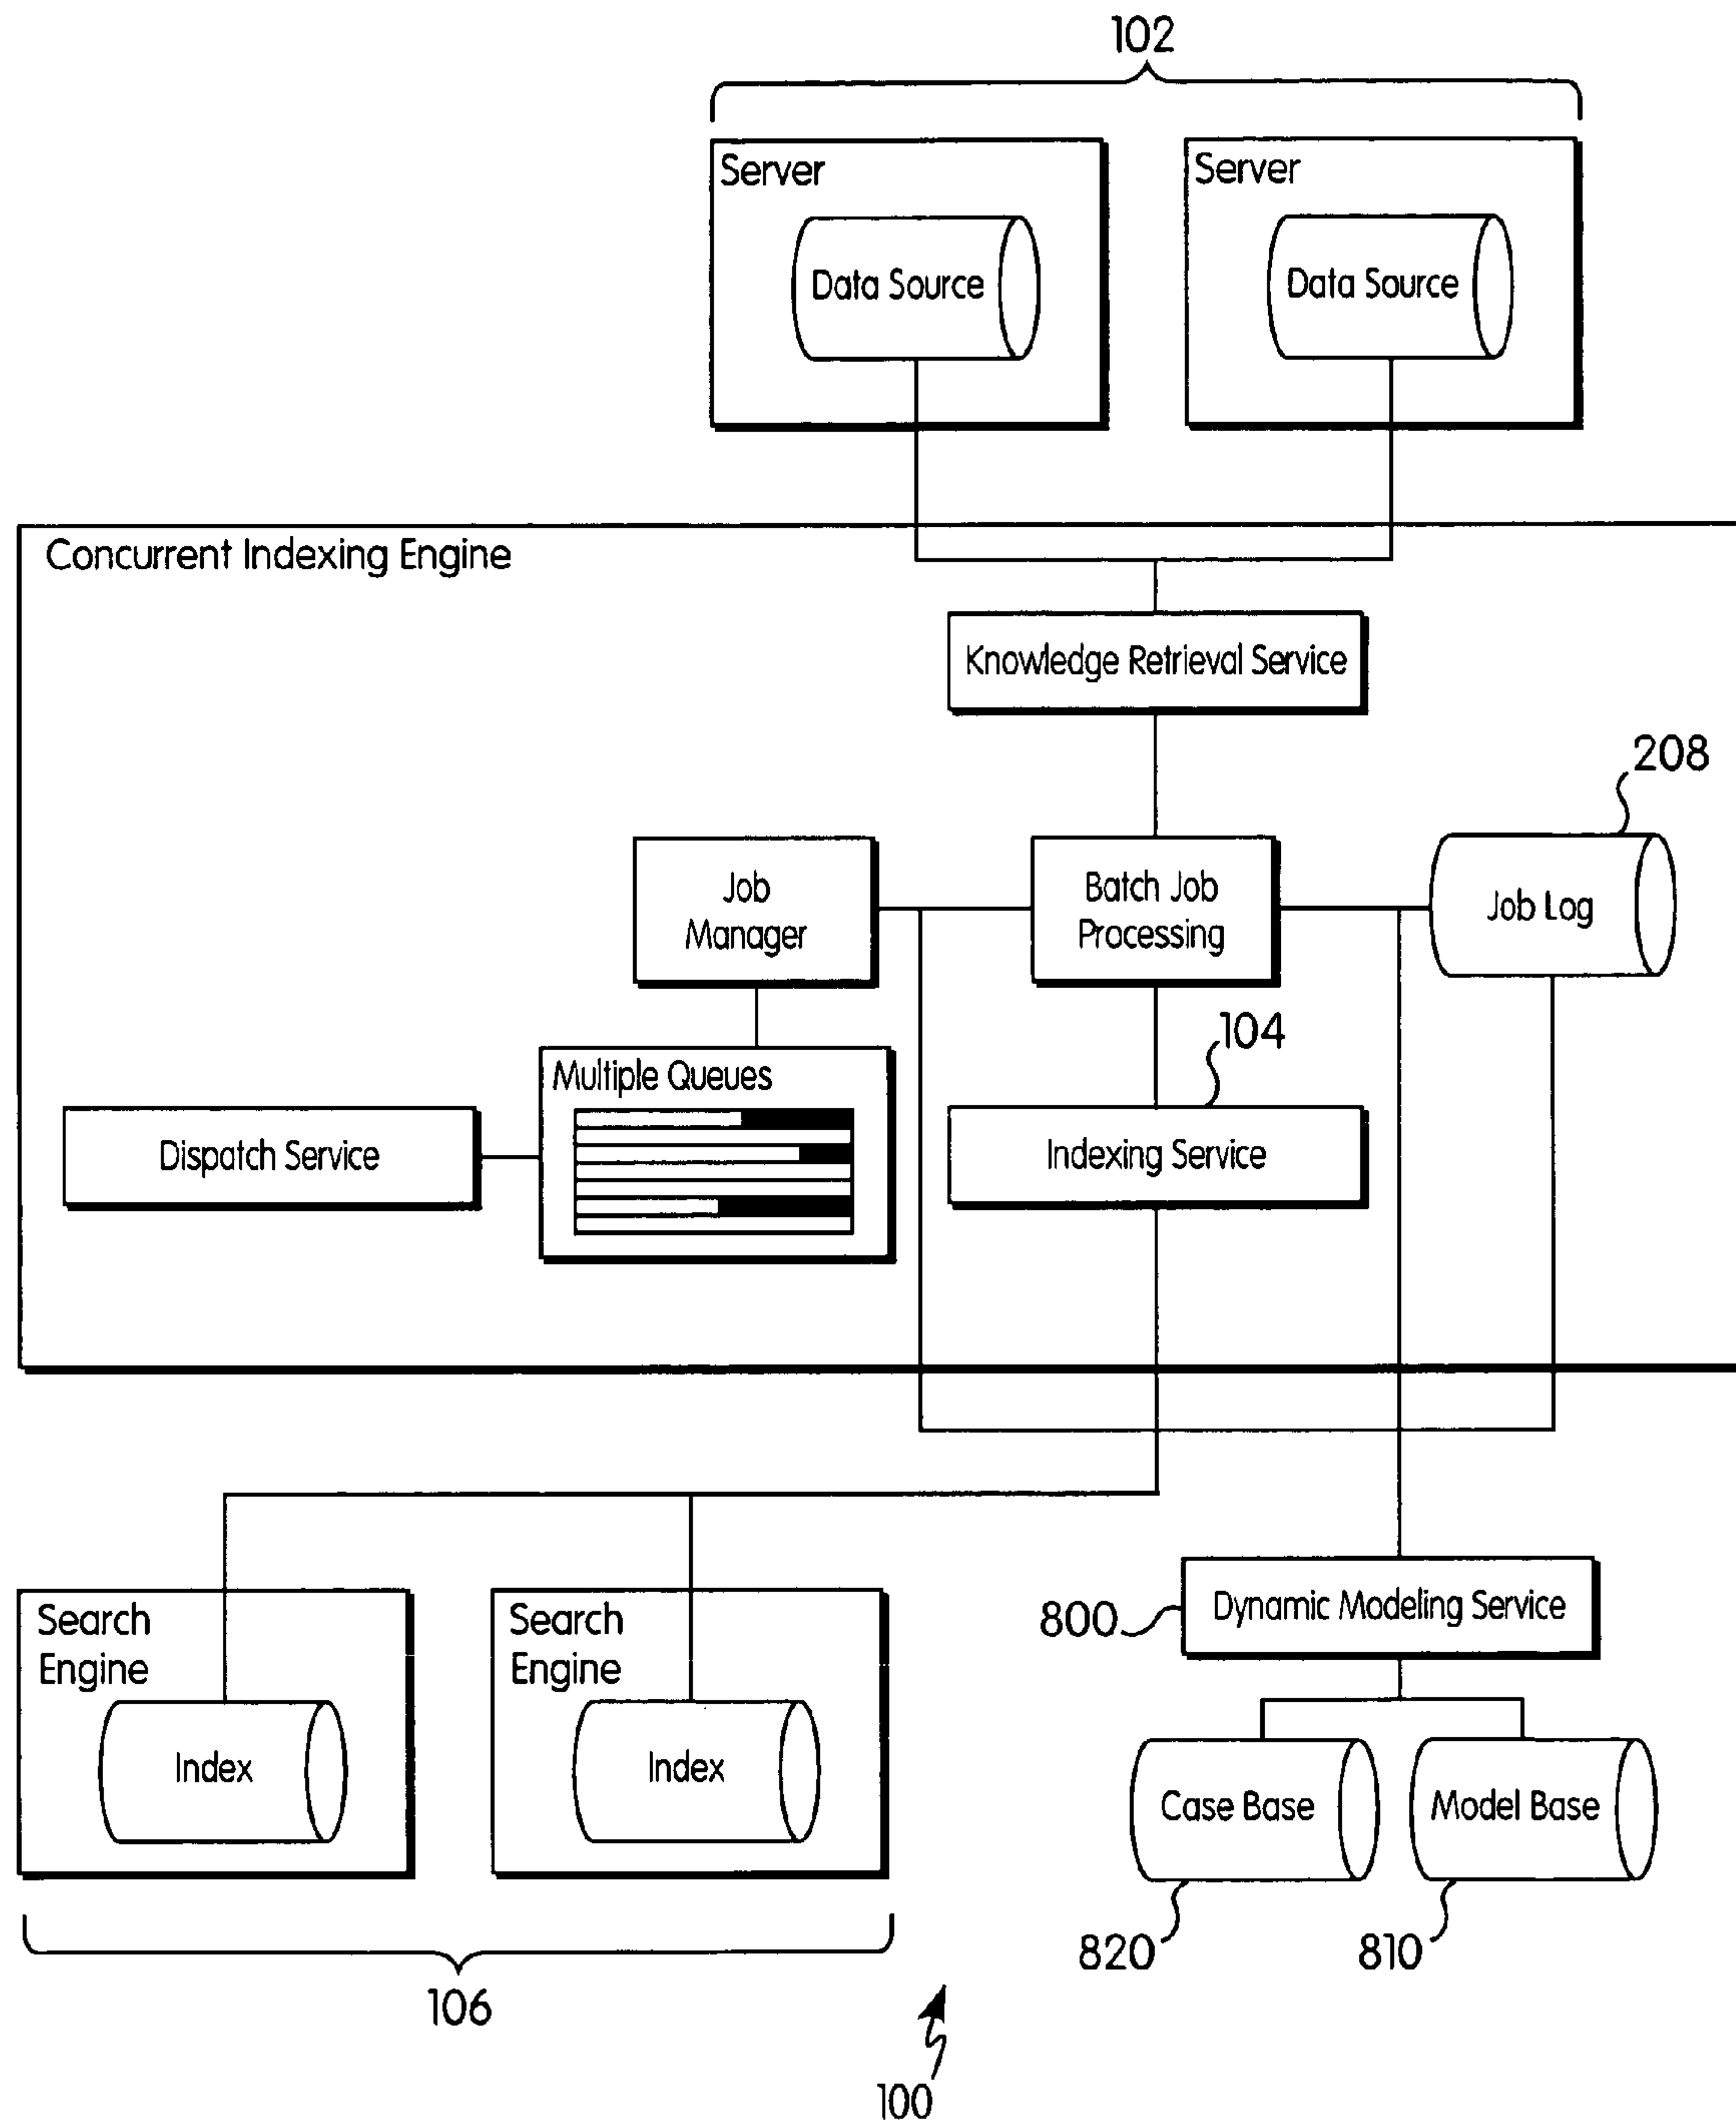 102
Server
Server
Data Source
Data Source
Concurrent Indexing Engine
Knowledge Retrieval Service
208
Job
Manager
Batch Job
Processing
Job Log
104
Multiple Queues
Dispatch Service
Indexing Service
Search
Engine
Search
Engine
800
Dynamic Modeling Service
Index
Index
Case Base
Model Base
820
810
106
100